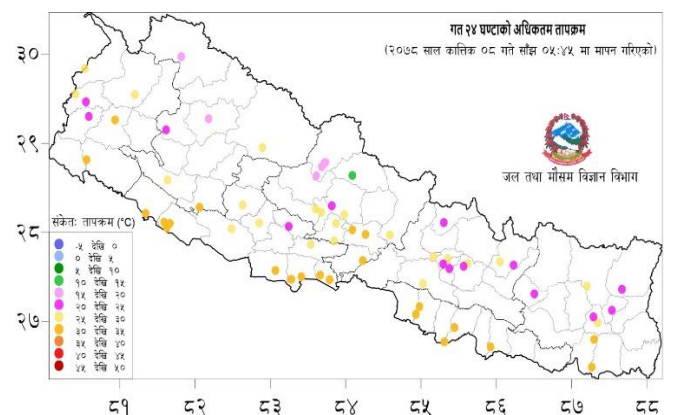 गत २४ घण्टाको अधिकतम तापक्रम
(२०७८ साल कात्तिक ०८ गते साँझ ०५:४५ मा मापन गरिएको)
३०
२९
२८
२७
जल तथा मौसम विज्ञान विभाग
संकेतः तापक्रम (°C)
-५ देखि ०
० देखि ५
५ देखि १०
१० देखि १५
१५ देखि २०
२० देखि २५
२५ देखि ३०
३० देखि ३५
३५ देखि ४०
४० देखि ४५
४५ देखि ५०
८१ ८२ ८३ ८४ ८५ ८६ ८७ ८८